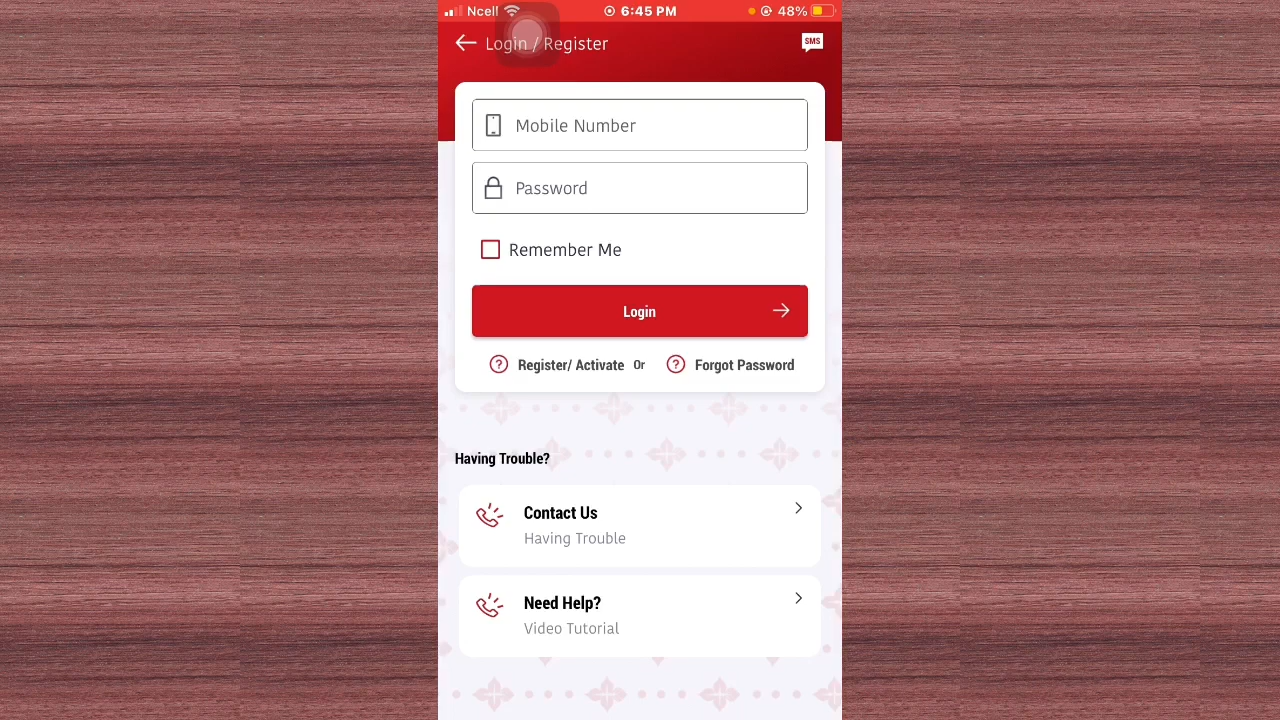 Ncell 6:45 PM 48%
Login / Register SMS
Mobile Number
Password
Remember Me
Login
Register/ Activate Or Forgot Password
Having Trouble?
Contact Us
Having Trouble
Need Help?
Video Tutorial